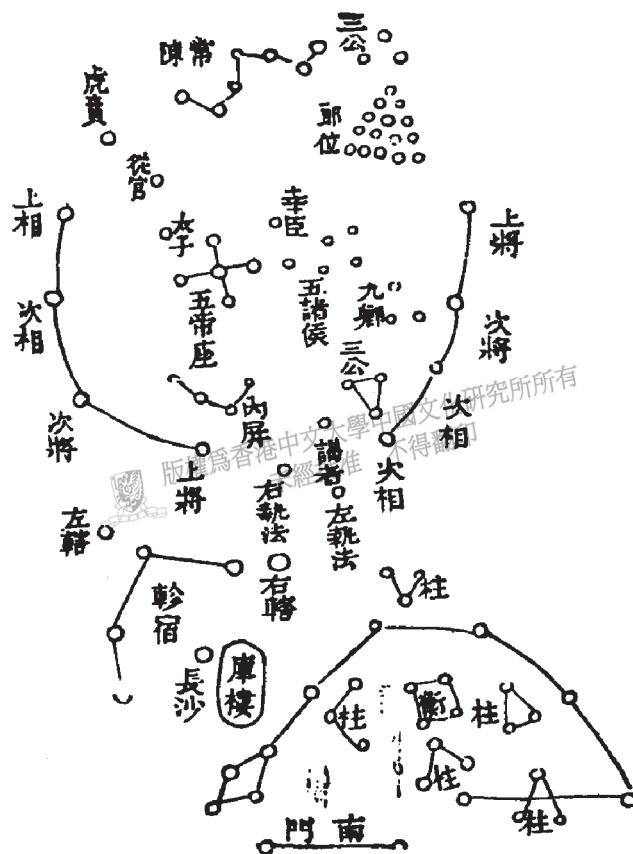 三公
常陳
虎賁
郎位
從官
上相
太子
幸臣
上將
五帝座
五諸侯
九卿
次相
次將
三公
內屏
次相
次將
上將
謁者
次相
右執法
左執法
左轄
右轄
軫宿
長沙
庫樓
柱
柱
衡
柱
柱
柱
南門
版權爲香港中文大學中國文化研究所所有
未經批准 不得翻印